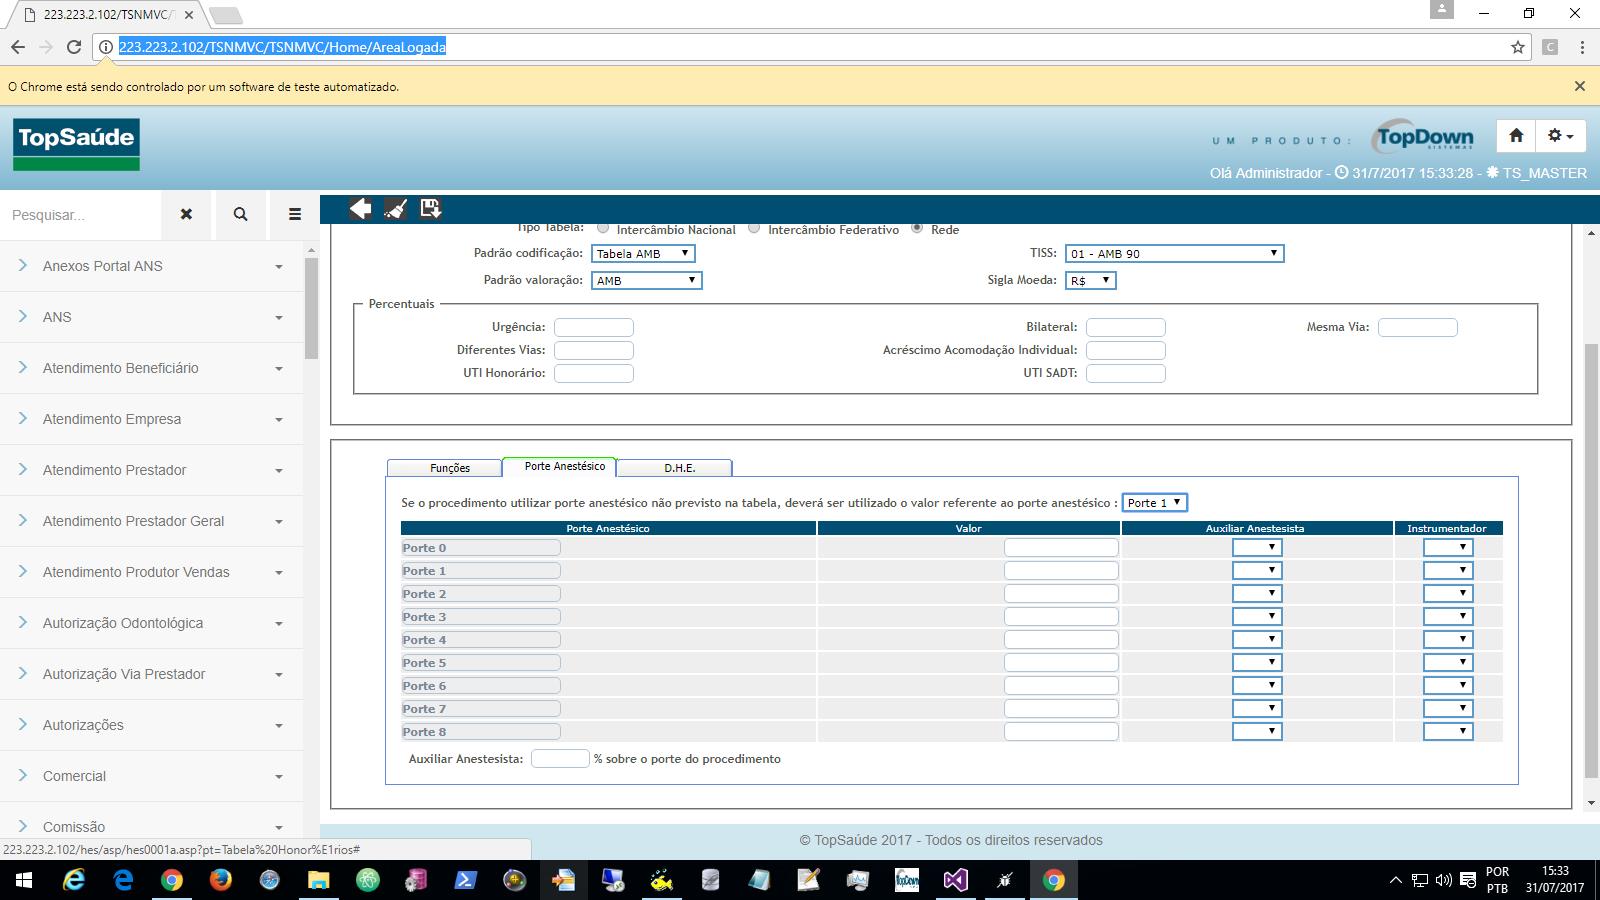 223.223.2.102/TSNMVC/T
223.223.2.102/TSNMVC/TSNMVC/Home/AreaLogada
C
O Chrome está sendo controlado por um software de teste automatizado.
TopSaúde
UM PRODUTO:
TopDown
SISTEMAS
Olá Administrador - 31/7/2017 15:33:28 - TS_MASTER
Pesquisar...
Anexos Portal ANS
ANS
Atendimento Beneficiário
Atendimento Empresa
Atendimento Prestador
Atendimento Prestador Geral
Atendimento Produtor Vendas
Autorização Odontológica
Autorização Via Prestador
Autorizações
Comercial
Comissão
Tipo Tabela: Intercâmbio Nacional Intercâmbio Federativo Rede
Padrão codificação: Tabela AMB TISS: 01 - AMB 90
Padrão valoração: AMB Sigla Moeda: R$
Percentuais
Urgência: Bilateral: Mesma Via:
Diferentes Vias: Acréscimo Acomodação Individual:
UTI Honorário: UTI SADT:
Funções Porte Anestésico D.H.E.
Se o procedimento utilizar porte anestésico não previsto na tabela, deverá ser utilizado o valor referente ao porte anestésico : Porte 1
Porte Anestésico Valor Auxiliar Anestesista Instrumentador
Porte 0
Porte 1
Porte 2
Porte 3
Porte 4
Porte 5
Porte 6
Porte 7
Porte 8
Auxiliar Anestesista: % sobre o porte do procedimento
© TopSaúde 2017 - Todos os direitos reservados
223.223.2.102/hes/asp/hes0001a.asp?pt=Tabela%20Honor%E1rios#
TopDown
POR
PTB
15:33
31/07/2017